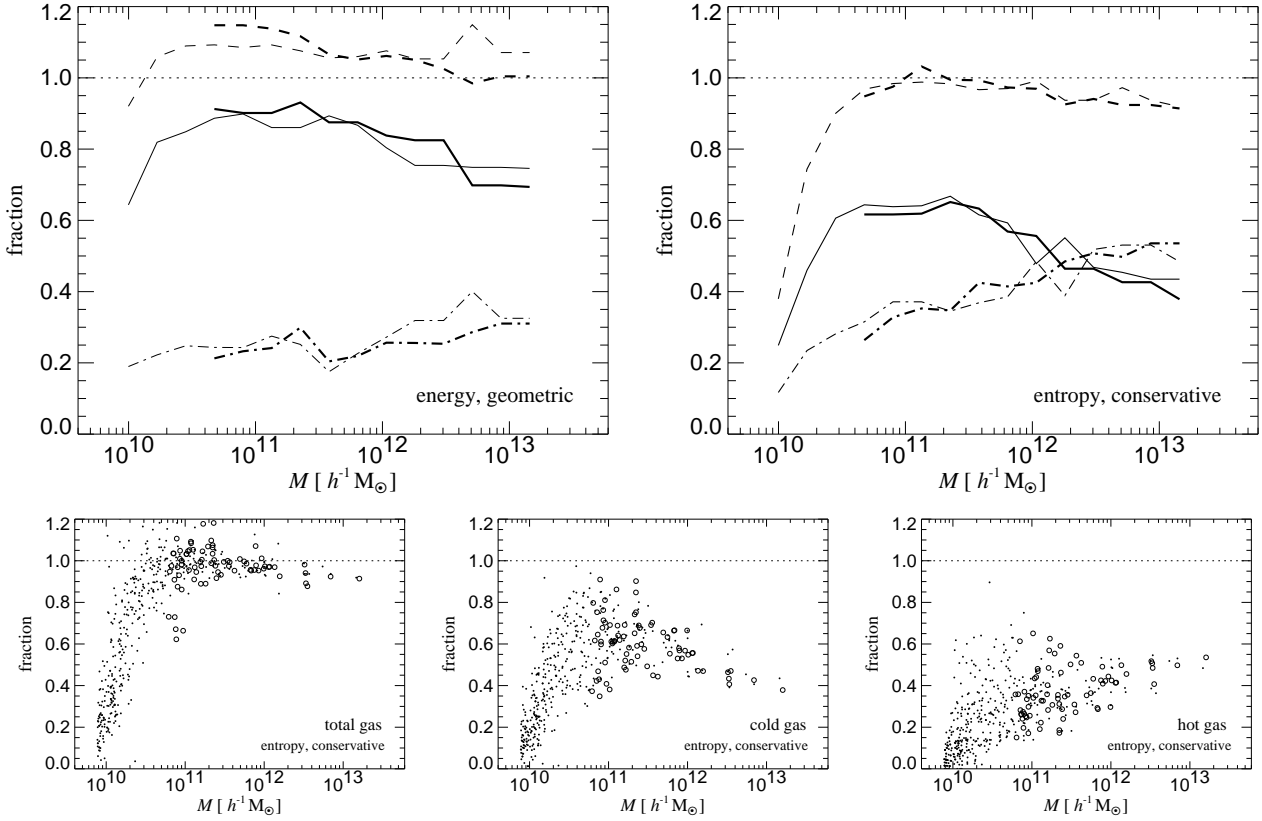 1.2
1.0
0.8
0.6
0.4
0.2
0.0
fraction
energy, geometric
10^10 10^11 10^12 10^13
M [ h^-1 M⊙ ]
1.2
1.0
0.8
0.6
0.4
0.2
0.0
fraction
entropy, conservative
10^10 10^11 10^12 10^13
M [ h^-1 M⊙ ]
1.2
1.0
0.8
0.6
0.4
0.2
0.0
fraction
total gas
entropy, conservative
10^10 10^11 10^12 10^13
M [ h^-1 M⊙ ]
1.2
1.0
0.8
0.6
0.4
0.2
0.0
fraction
cold gas
entropy, conservative
10^10 10^11 10^12 10^13
M [ h^-1 M⊙ ]
1.2
1.0
0.8
0.6
0.4
0.2
0.0
fraction
hot gas
entropy, conservative
10^10 10^11 10^12 10^13
M [ h^-1 M⊙ ]